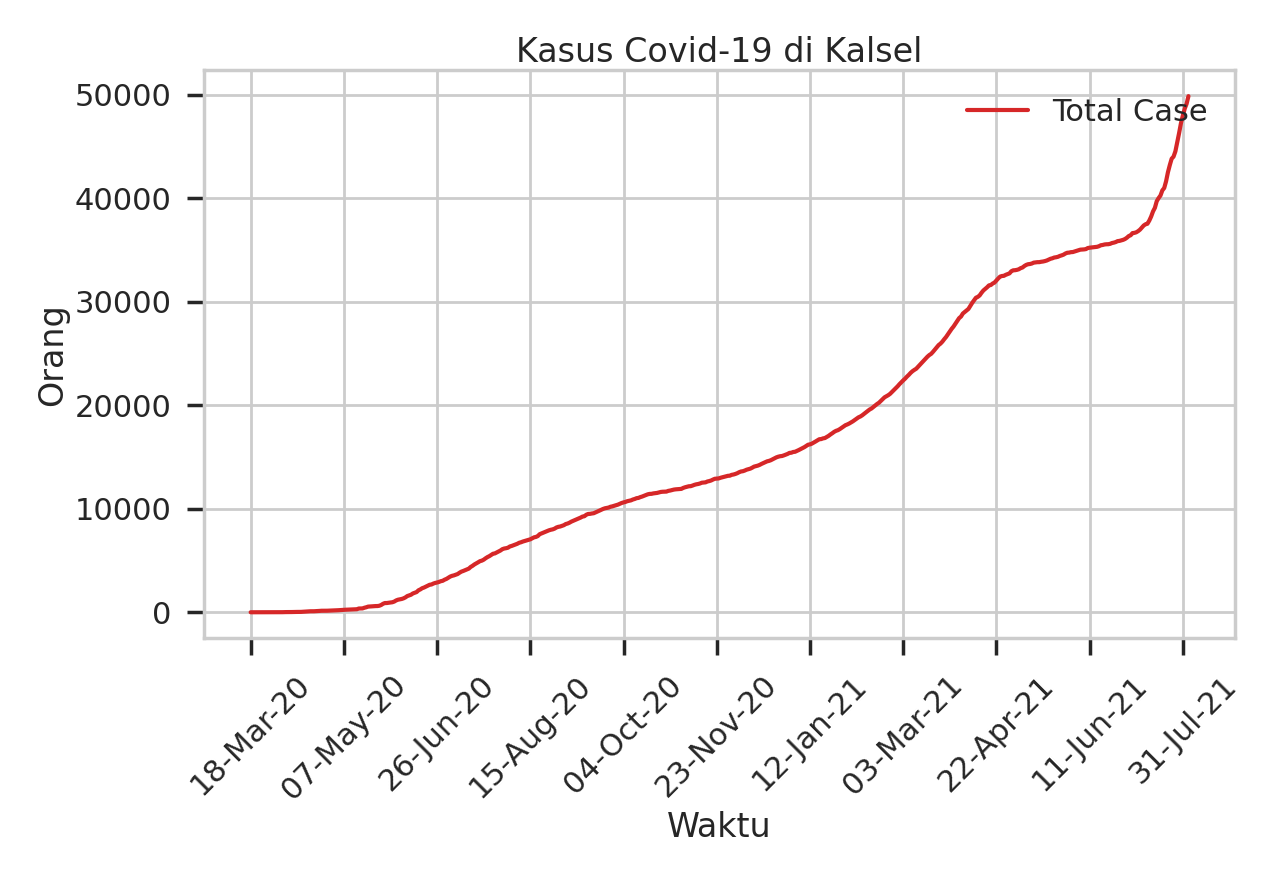 Kasus Covid-19 di Kalsel
Total Case
50000
40000
30000
20000
10000
0
Orang
18-Mar-20
07-May-20
26-Jun-20
15-Aug-20
04-Oct-20
23-Nov-20
12-Jan-21
03-Mar-21
22-Apr-21
11-Jun-21
31-Jul-21
Waktu